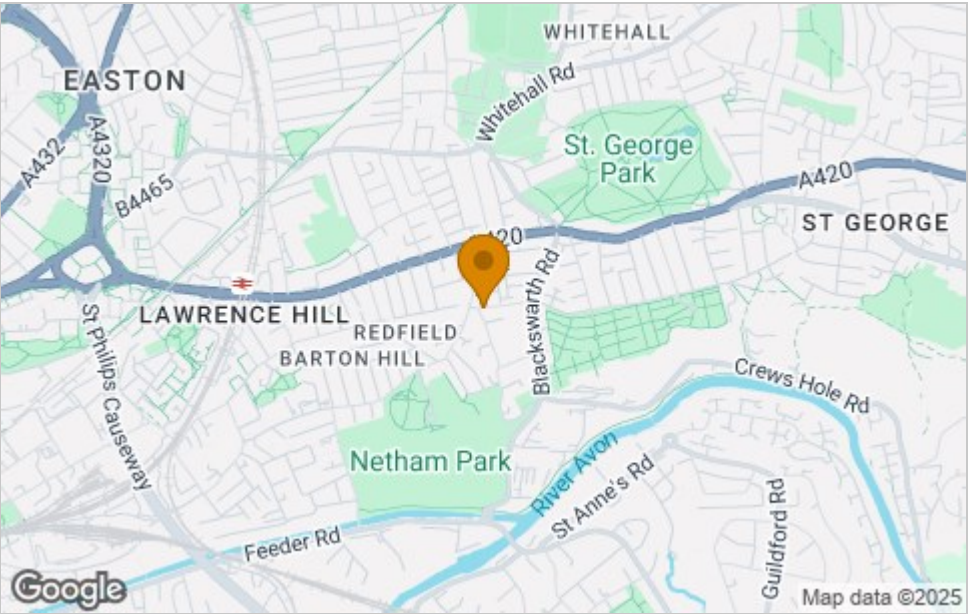 WHITEHALL
EASTON
Whitehall Rd
A4320
A432
St. George
Park
B4465
A420
ST GEORGE
20
Blackswarth Rd
LAWRENCE HILL
REDFIELD
BARTON HILL
St Philips Causeway
Crews Hole Rd
Netham Park
River Avon
St Anne's Rd
Guildford Rd
Feeder Rd
Google
Map data ©2025